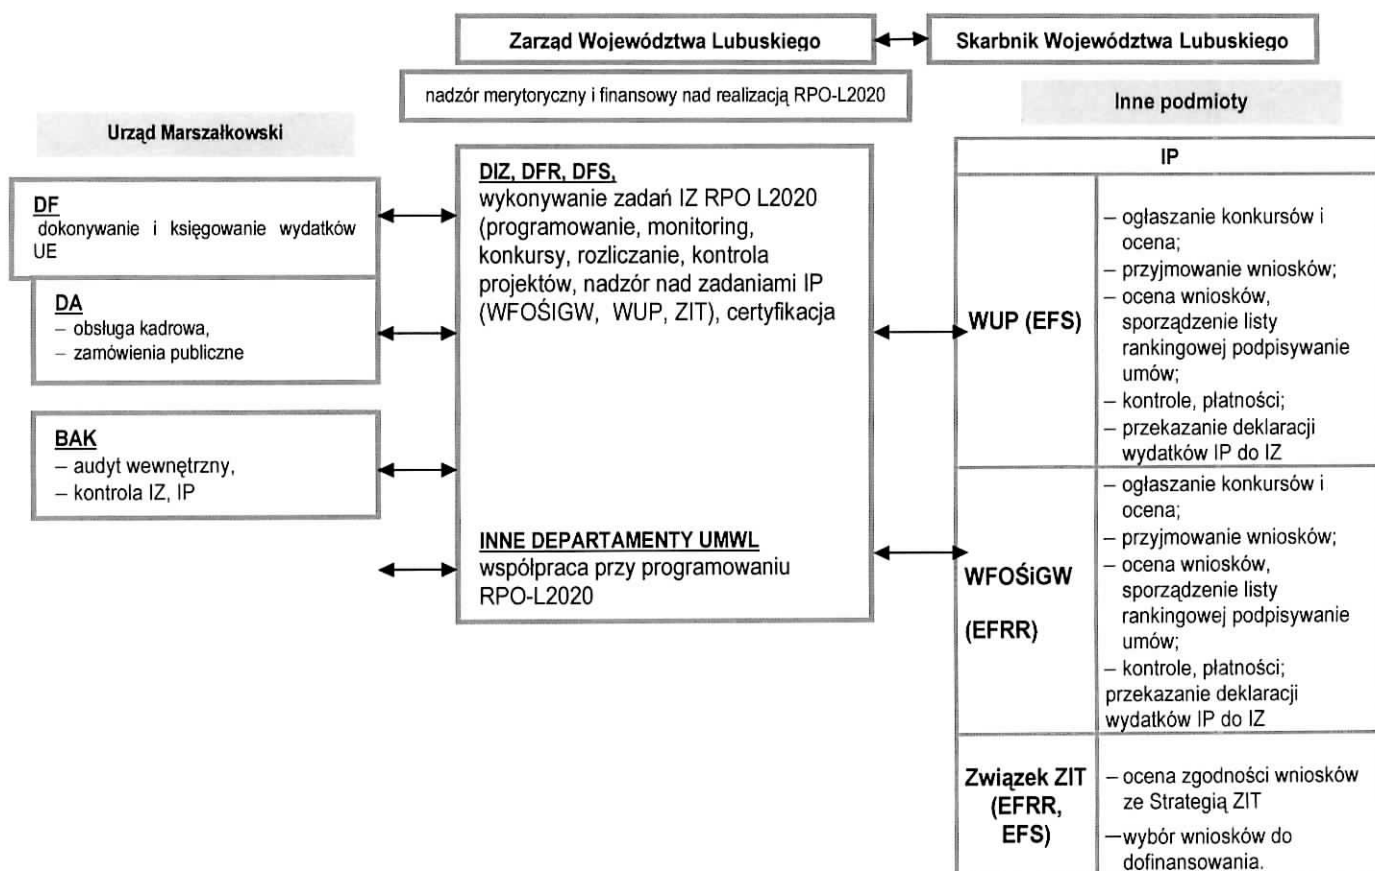 Zarząd Województwa Lubuskiego
Skarbnik Województwa Lubuskiego
nadzór merytoryczny i finansowy nad realizacją RPO-L2020
Inne podmioty
Urząd Marszałkowski
DF
dokonywanie i księgowanie wydatków
UE
DA
– obsługa kadrowa,
– zamówienia publiczne
BAK
– audyt wewnętrzny,
– kontrola IZ, IP
DIZ, DFR, DFS,
wykonywanie zadań IZ RPO L2020
(programowanie, monitoring,
konkursy, rozliczanie, kontrola
projektów, nadzór nad zadaniami IP
(WFOŚIGW, WUP, ZIT), certyfikacja
INNE DEPARTAMENTY UMWL
współpraca przy programowaniu
RPO-L2020
IP
WUP (EFS)
– ogłaszanie konkursów i
ocena;
– przyjmowanie wniosków;
– ocena wniosków,
sporządzenie listy
rankingowej podpisywanie
umów;
– kontrole, płatności;
– przekazanie deklaracji
wydatków IP do IZ
WFOŚiGW
(EFRR)
– ogłaszanie konkursów i
ocena;
– przyjmowanie wniosków;
– ocena wniosków,
sporządzenie listy
rankingowej podpisywanie
umów;
– kontrole, płatności;
przekazanie deklaracji
wydatków IP do IZ
Związek ZIT
(EFRR,
EFS)
– ocena zgodności wniosków
ze Strategią ZIT
—wybór wniosków do
dofinansowania.